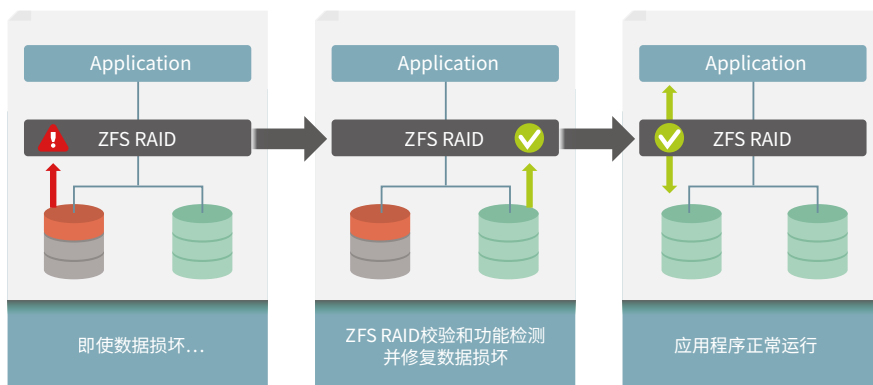 Application
ZFS RAID
即使数据损坏...
Application
ZFS RAID
ZFS RAID校验和功能检测
并修复数据损坏
Application
ZFS RAID
应用程序正常运行